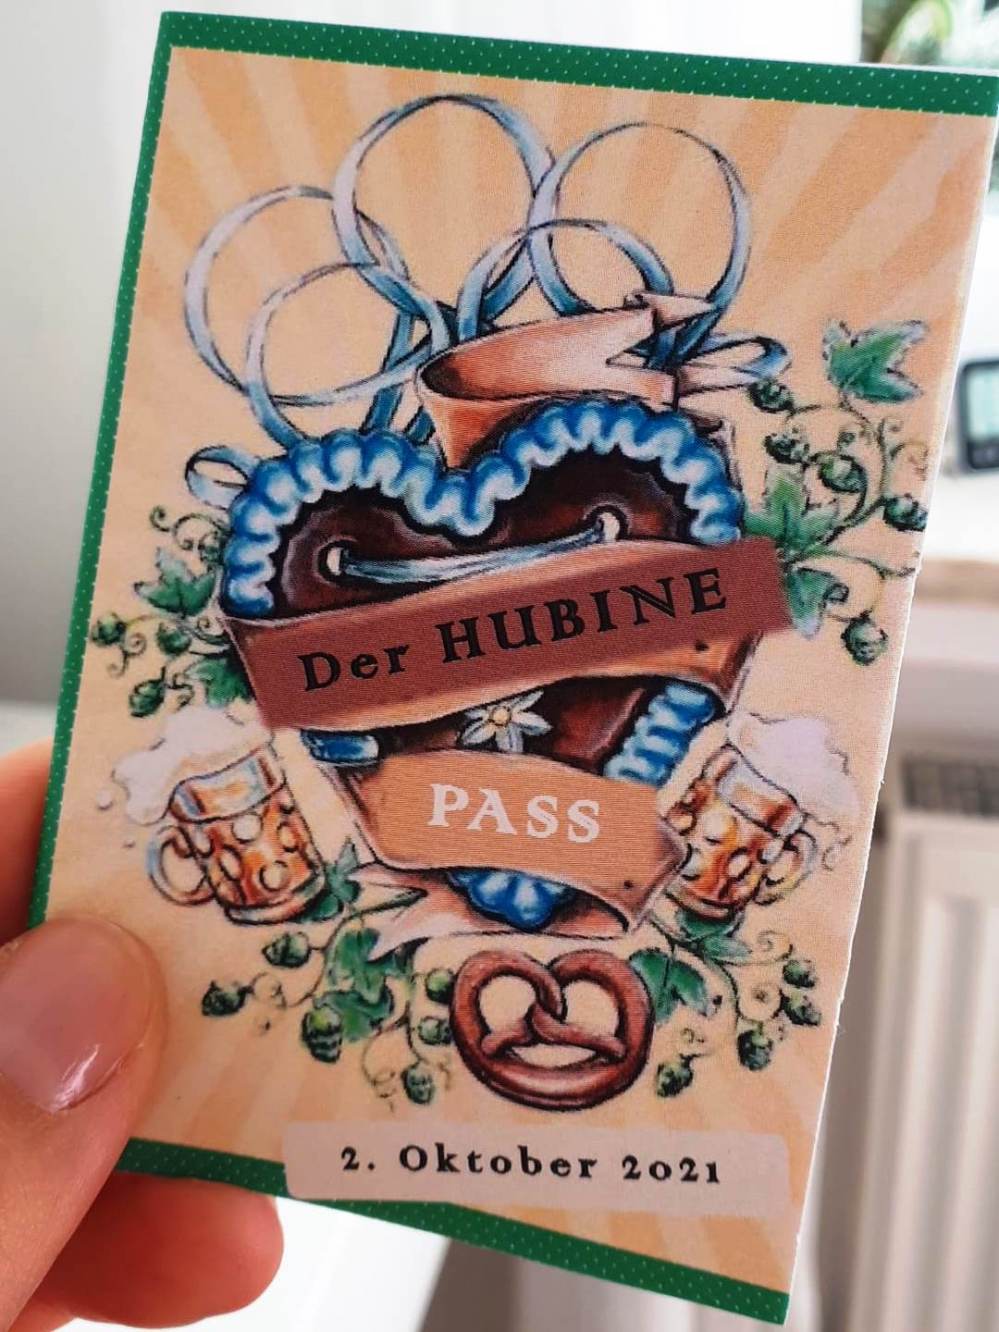 Der HUBINE
PASS
2. Oktober 2021